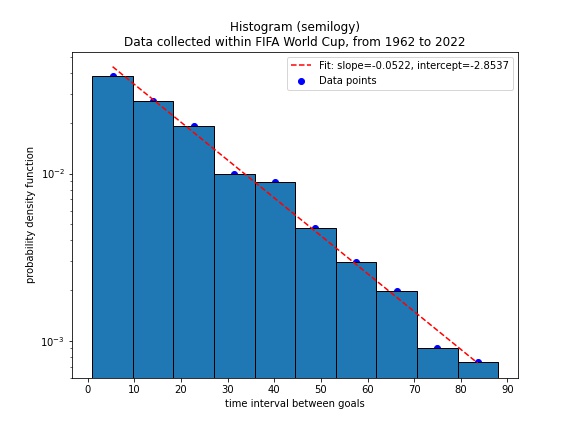 Histogram (semilogy)
Data collected within FIFA World Cup, from 1962 to 2022
Fit: slope=-0.0522, intercept=-2.8537
Data points
probability density function
10⁻²
10⁻³
0 10 20 30 40 50 60 70 80 90
time interval between goals